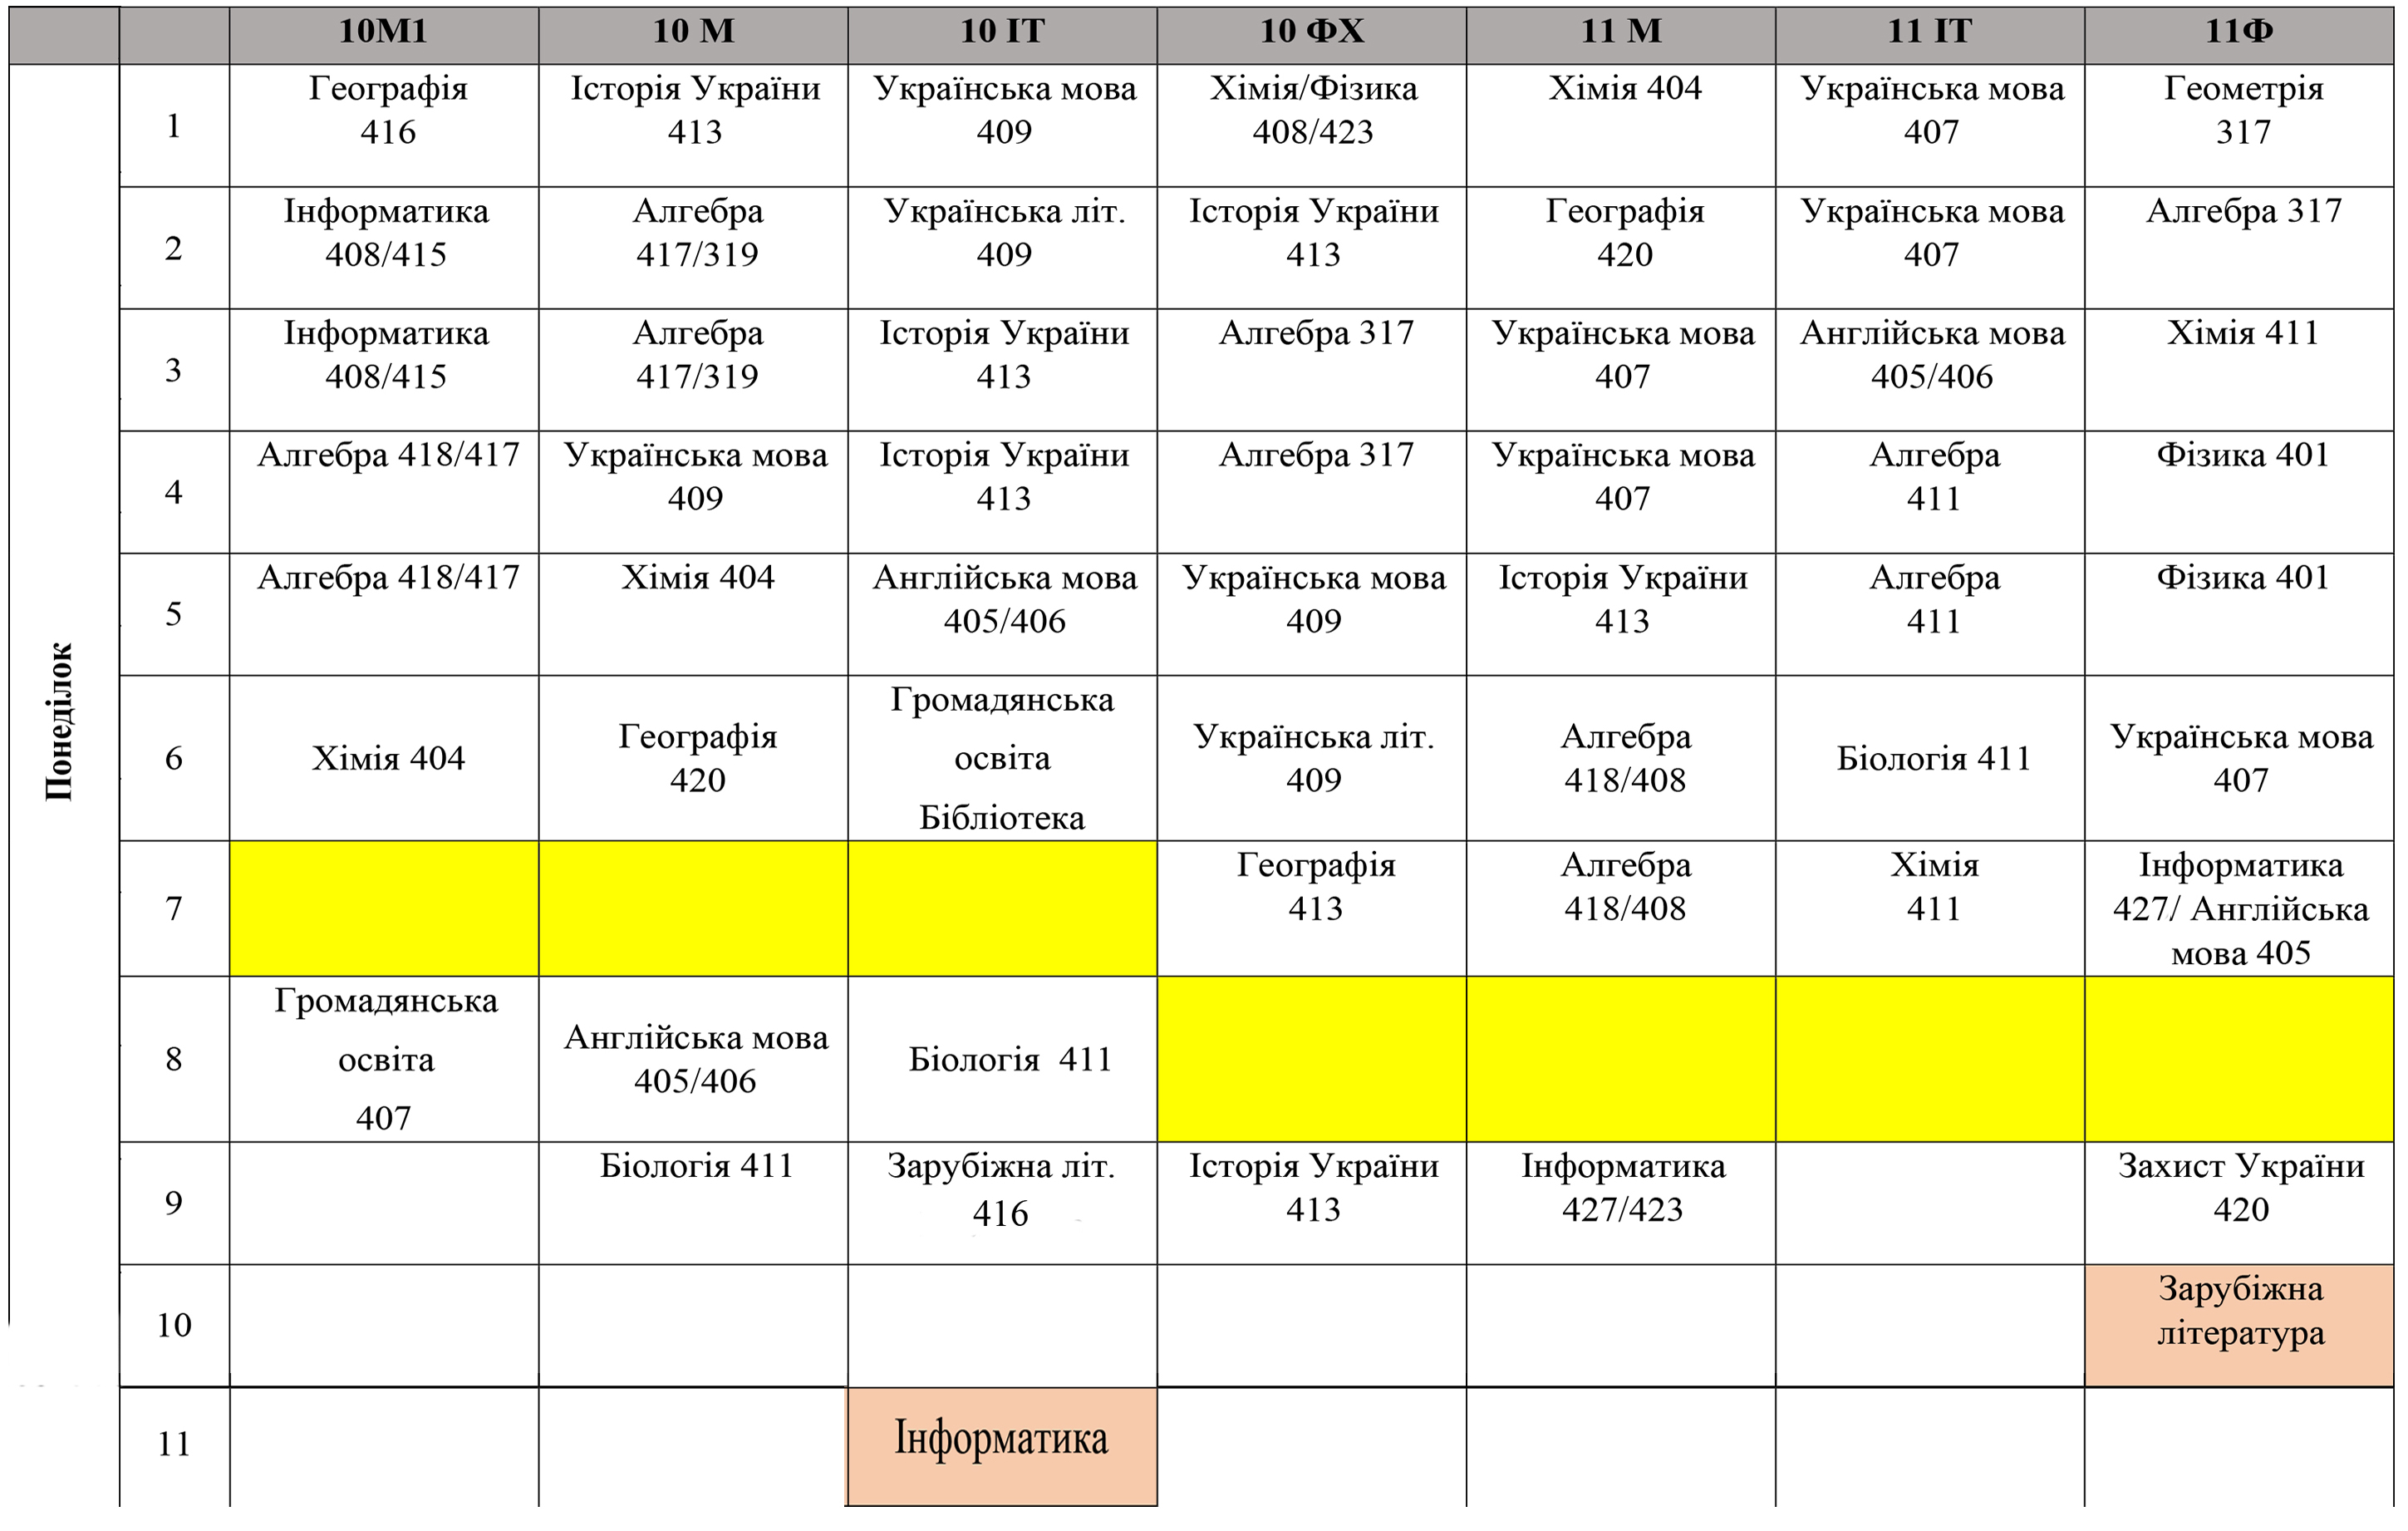 10М1 10 М 10 ІТ 10 ФХ 11 М 11 ІТ 11Ф
Понеділок
1
Географія
416
Історія України
413
Українська мова
409
Хімія/Фізика
408/423
Хімія 404
Українська мова
407
Геометрія
317
2
Інформатика
408/415
Алгебра
417/319
Українська літ.
409
Історія України
413
Географія
420
Українська мова
407
Алгебра 317
3
Інформатика
408/415
Алгебра
417/319
Історія України
413
Алгебра 317
Українська мова
407
Англійська мова
405/406
Хімія 411
4
Алгебра 418/417
Українська мова
409
Історія України
413
Алгебра 317
Українська мова
407
Алгебра
411
Фізика 401
5
Алгебра 418/417
Хімія 404
Англійська мова
405/406
Українська мова
409
Історія України
413
Алгебра
411
Фізика 401
6
Хімія 404
Географія
420
Громадянська
освіта
Бібліотека
Українська літ.
409
Алгебра
418/408
Біологія 411
Українська мова
407
7
Географія
413
Алгебра
418/408
Хімія
411
Інформатика
427/ Англійська
мова 405
8
Громадянська
освіта
407
Англійська мова
405/406
Біологія 411
9
Біологія 411
Зарубіжна літ.
416
Історія України
413
Інформатика
427/423
Захист України
420
10
Зарубіжна
література
11
Інформатика